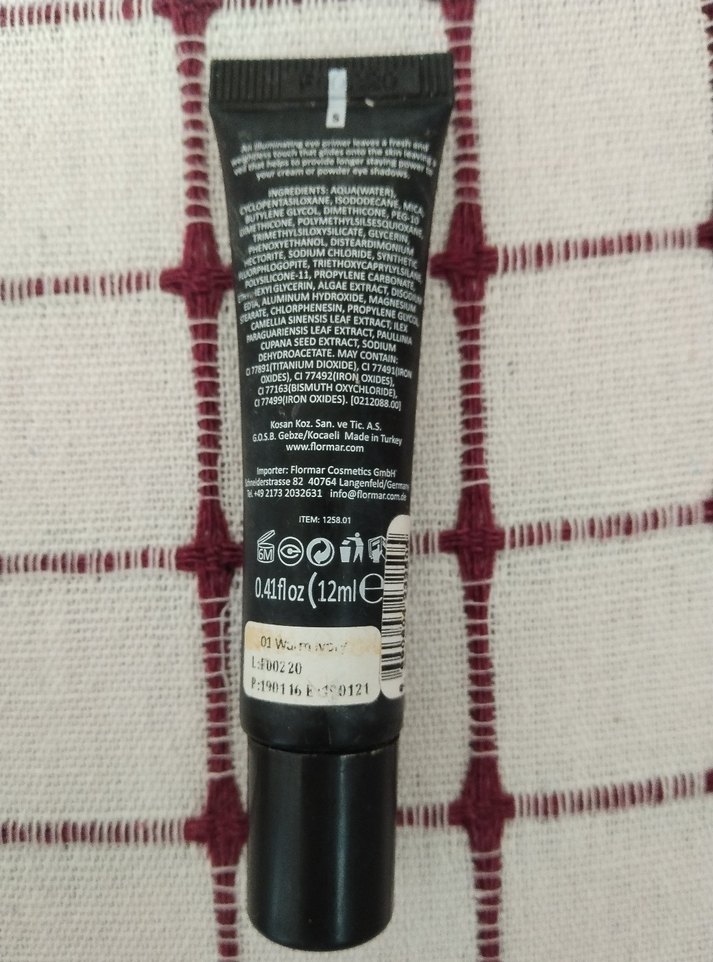 S
An illuminating eye primer leaves a fresh and
weightless touch that glides onto the skin leaving a
veil that helps to provide longer staying power to
your cream or powder eye shadows.
INGREDIENTS: AQUA(WATER),
CYCLOPENTASILOXANE, ISODODECANE, MICA,
BUTYLENE GLYCOL, DIMETHICONE, PEG-10
DIMETHICONE, POLYMETHYLSILSESQUIOXANE,
TRIMETHYLSILOXYSILICATE, GLYCERIN,
PHENOXYETHANOL, DISTEARDIMONIUM
HECTORITE, SODIUM CHLORIDE, SYNTHETIC
FLUORPHLOGOPITE, TRIETHOXYCAPRYLYLSILANE,
POLYSILICONE-11, PROPYLENE CARBONATE,
ETHYLHEXYLGLYCERIN, ALGAE EXTRACT, DISODIUM
EDTA, ALUMINUM HYDROXIDE, MAGNESIUM
STEARATE, CHLORPHENESIN, PROPYLENE GLYCOL,
CAMELLIA SINENSIS LEAF EXTRACT, ILEX
PARAGUARIENSIS LEAF EXTRACT, PAULLINIA
CUPANA SEED EXTRACT, SODIUM
DEHYDROACETATE. MAY CONTAIN:
CI 77891(TITANIUM DIOXIDE), CI 77491(IRON
OXIDES), CI 77492(IRON OXIDES),
CI 77163(BISMUTH OXYCHLORIDE),
CI 77499(IRON OXIDES). [0212088.00]
Kosan Koz. San. ve Tic. A.S.
G.O.S.B. Gebze/Kocaeli Made in Turkey
www.flormar.com
Importer: Flormar Cosmetics GmbH
Schneiderstrasse 82 40764 Langenfeld/Germany
Tel. +49 2173 2032631 info@flormar.com.de
ITEM: 1258.01
6M
0.41floz (12ml e
01 Warm Ivory
L:F00220
P:190116 E:190121